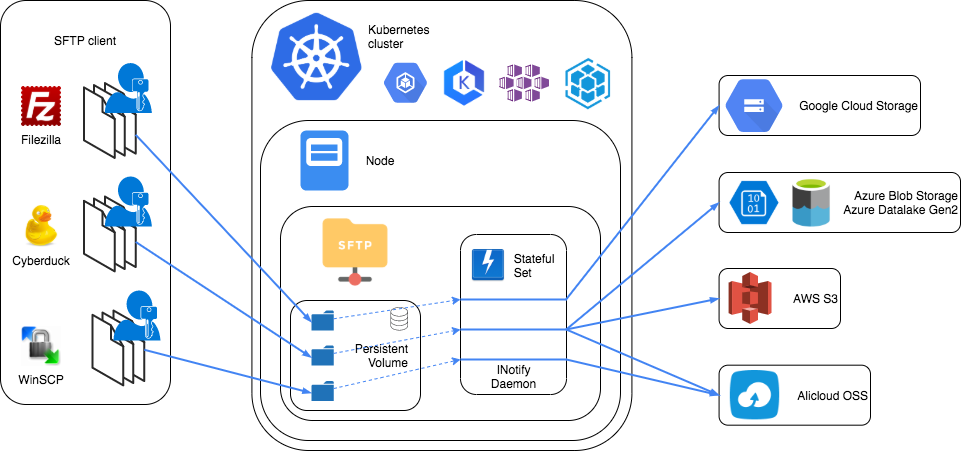 SFTP client
Fz
Filezilla
Cyberduck
WinSCP
Kubernetes
cluster
K
Node
SFTP
Stateful
Set
Persistent
Volume
INotify
Daemon
Google Cloud Storage
10
01
Azure Blob Storage
Azure Datalake Gen2
AWS S3
Alicloud OSS